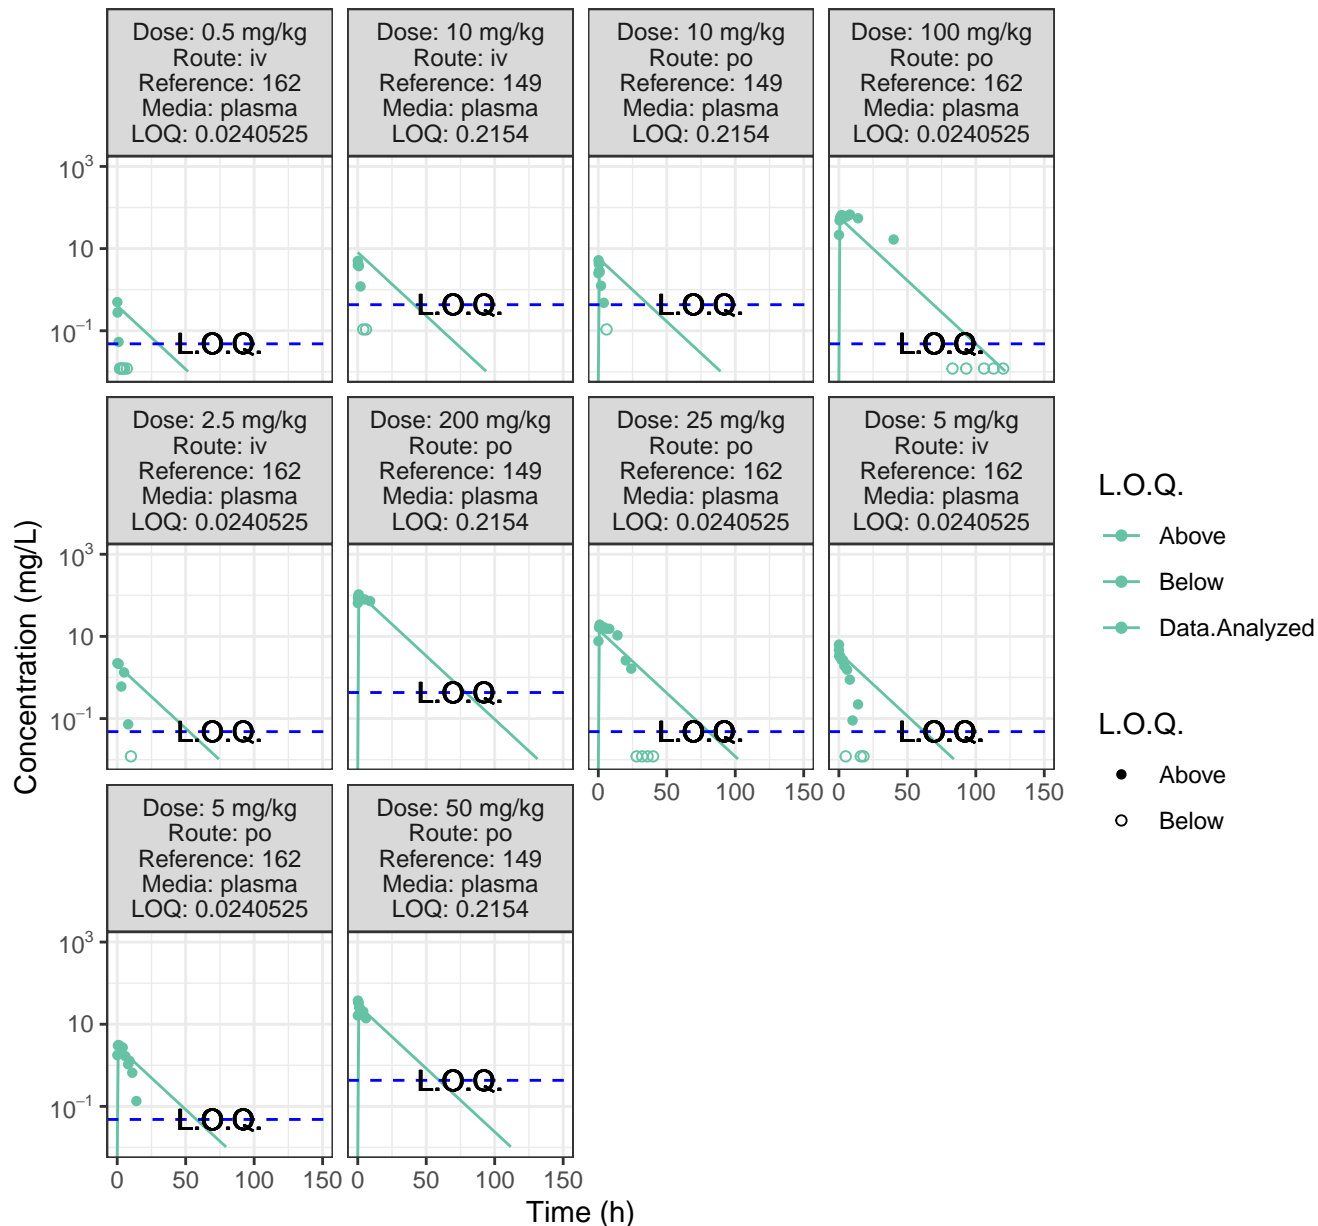 Dose: 0.5 mg/kg
Route: iv
Reference: 162
Media: plasma
LOQ: 0.0240525
Dose: 10 mg/kg
Route: iv
Reference: 149
Media: plasma
LOQ: 0.2154
Dose: 10 mg/kg
Route: po
Reference: 149
Media: plasma
LOQ: 0.2154
Dose: 100 mg/kg
Route: po
Reference: 162
Media: plasma
LOQ: 0.0240525
10³
10
10⁻¹
L.O.Q.
L.O.Q.
L.O.Q.
L.O.Q.
Dose: 2.5 mg/kg
Route: iv
Reference: 162
Media: plasma
LOQ: 0.0240525
Dose: 200 mg/kg
Route: po
Reference: 149
Media: plasma
LOQ: 0.2154
Dose: 25 mg/kg
Route: po
Reference: 162
Media: plasma
LOQ: 0.0240525
Dose: 5 mg/kg
Route: iv
Reference: 162
Media: plasma
LOQ: 0.0240525
10³
10
10⁻¹
L.O.Q.
L.O.Q.
L.O.Q.
L.O.Q.
0 50 100 150
0 50 100 150
Dose: 5 mg/kg
Route: po
Reference: 162
Media: plasma
LOQ: 0.0240525
Dose: 50 mg/kg
Route: po
Reference: 149
Media: plasma
LOQ: 0.2154
10³
10
10⁻¹
L.O.Q.
L.O.Q.
0 50 100 150
0 50 100 150
Time (h)
Concentration (mg/L)
L.O.Q.
Above
Below
Data.Analyzed
L.O.Q.
Above
Below